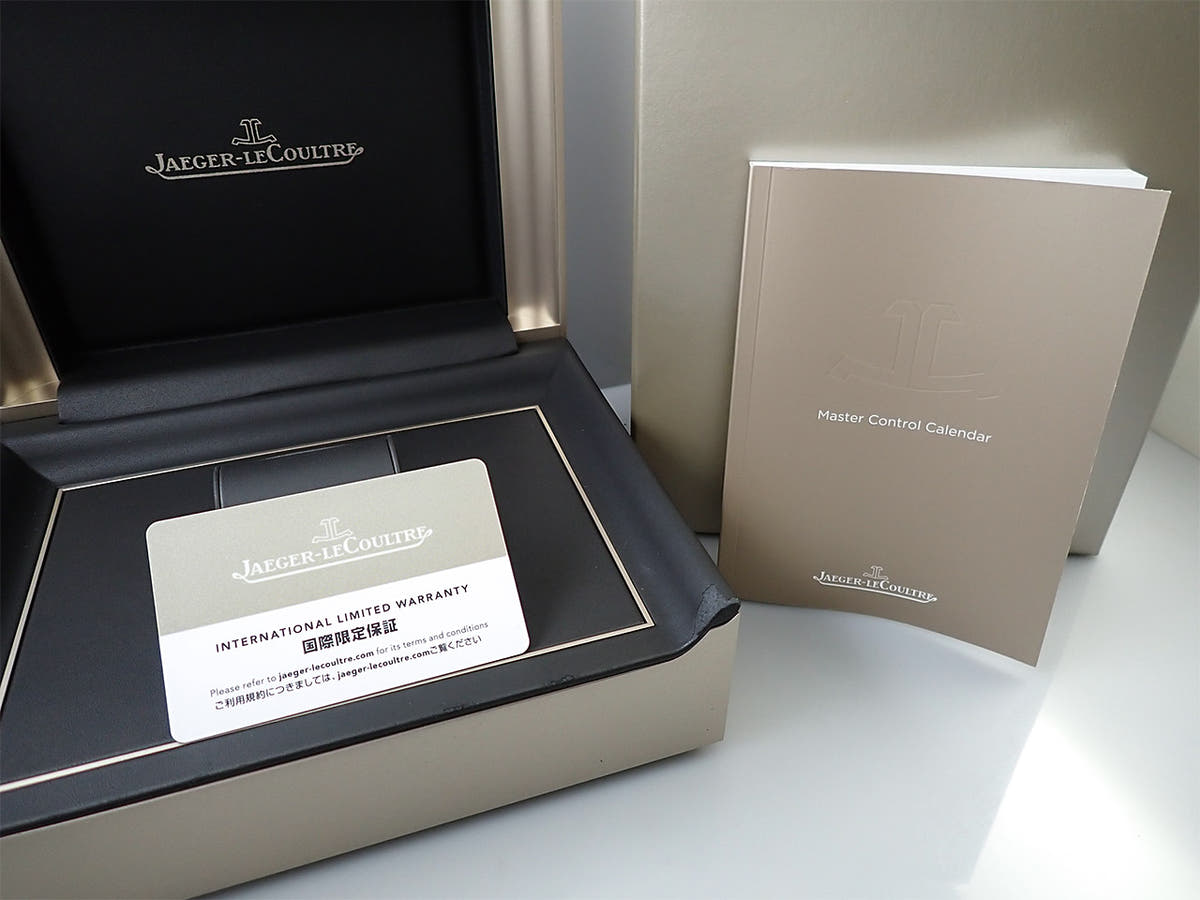 JAEGER-LECOULTRE
JAEGER-LECOULTRE
INTERNATIONAL LIMITED WARRANTY
国際限定保証
Please refer to jaeger-lecoultre.com for its terms and conditions
ご利用規約につきましては、jaeger-lecoultre.comご覧ください
Master Control Calendar
JAEGER-LECOULTRE